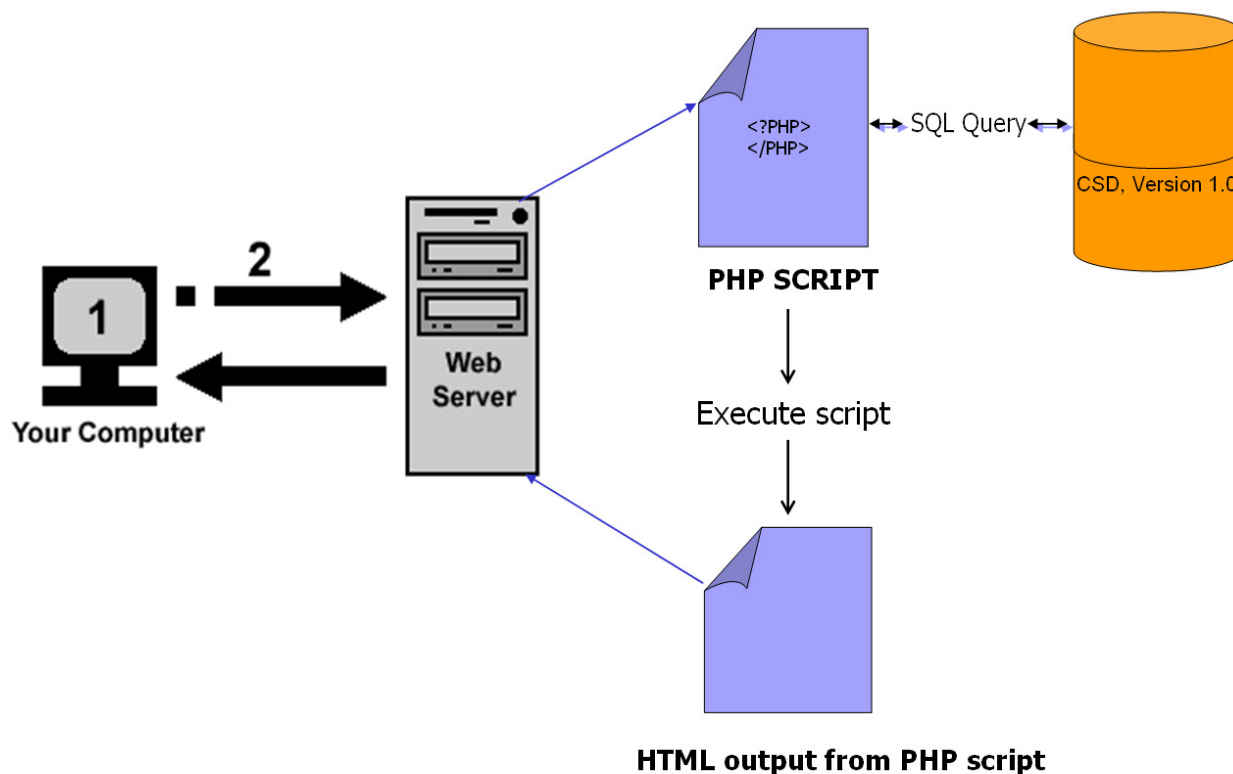 <?PHP>
</PHP>
SQL Query
CSD, Version 1.0
PHP SCRIPT
2
1
Your Computer
Web
Server
Execute script
HTML output from PHP script